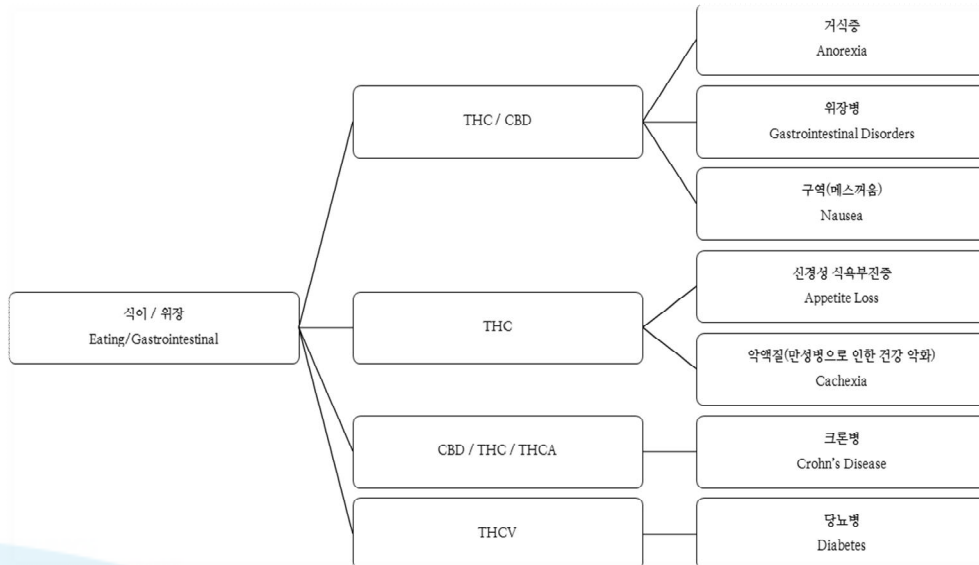 식이 / 위장
Eating/Gastrointestinal
THC / CBD
거식증
Anorexia
위장병
Gastrointestinal Disorders
구역(메스꺼움)
Nausea
THC
신경성 식욕부진증
Appetite Loss
악액질(만성병으로 인한 건강 악화)
Cachexia
CBD / THC / THCA
크론병
Crohn's Disease
THCV
당뇨병
Diabetes